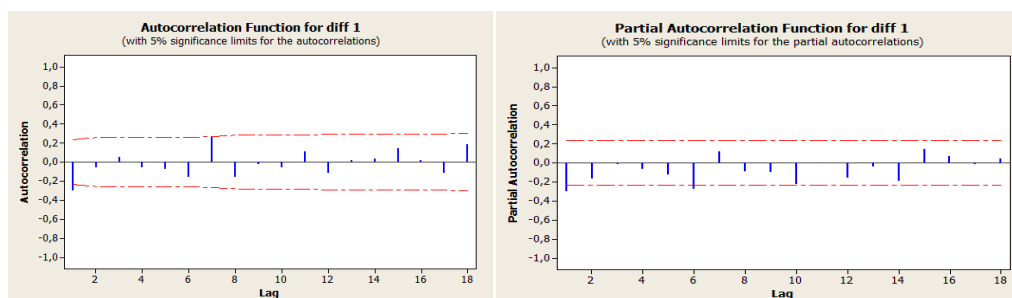 Autocorrelation Function for diff 1
(with 5% significance limits for the autocorrelations)
Autocorrelation
1,0
0,8
0,6
0,4
0,2
0,0
-0,2
-0,4
-0,6
-0,8
-1,0
2 4 6 8 10 12 14 16 18
Lag
Partial Autocorrelation Function for diff 1
(with 5% significance limits for the partial autocorrelations)
Partial Autocorrelation
1,0
0,8
0,6
0,4
0,2
0,0
-0,2
-0,4
-0,6
-0,8
-1,0
2 4 6 8 10 12 14 16 18
Lag